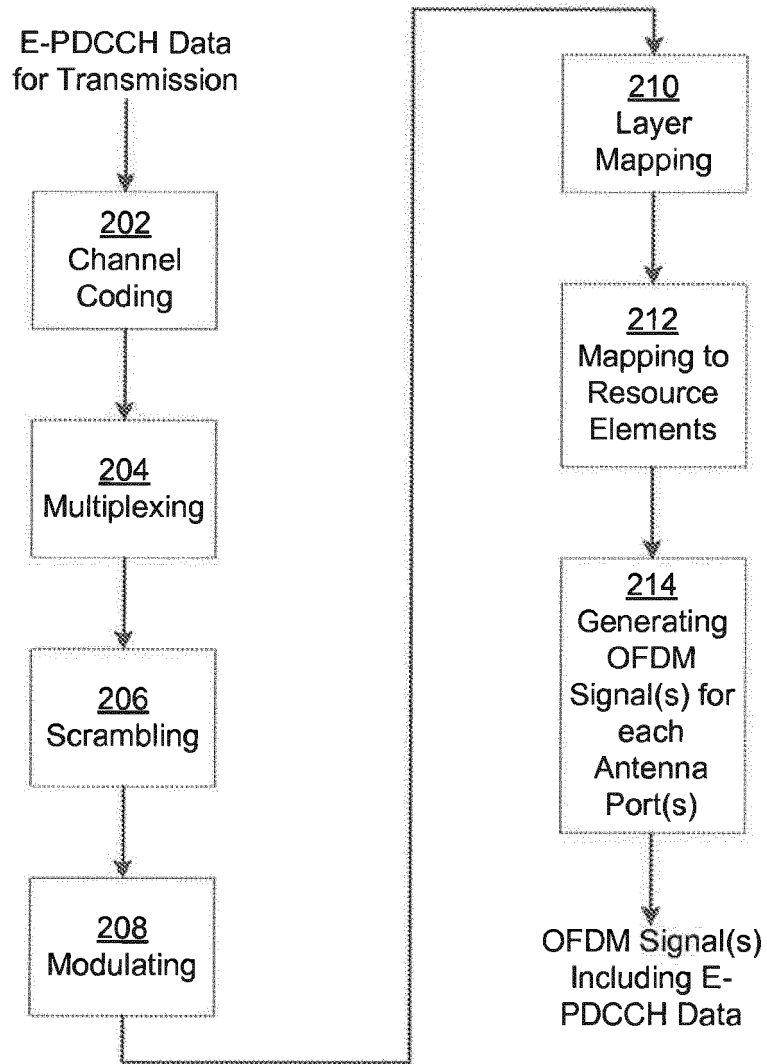 E-PDCCH Data
for Transmission
202
Channel
Coding
204
Multiplexing
206
Scrambling
208
Modulating
210
Layer
Mapping
212
Mapping to
Resource
Elements
214
Generating
OFDM
Signal(s) for
each
Antenna
Port(s)
OFDM Signal(s)
Including E-
PDCCH Data